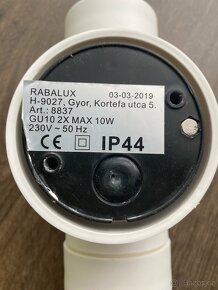 RABALUX 03-03-2019
H-9027, Gyor, Kortefa utca 5.
Art.: 8837
GU10 2X MAX 10W
230V ~ 50 Hz
CE IP44